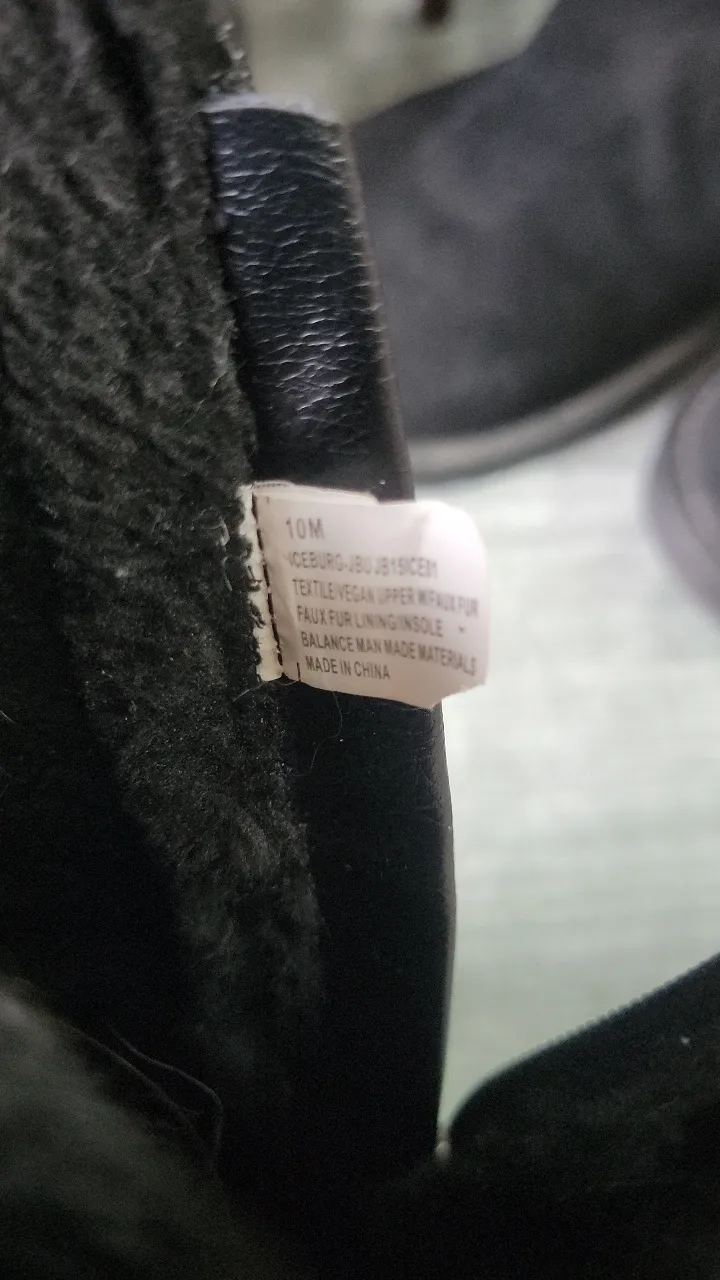 10M
ICEBURG-JBU JB15ICE01
TEXTILE/VEGAN UPPER W/FAUX FUR
FAUX FUR LINING/INSOLE
BALANCE MAN MADE MATERIALS
MADE IN CHINA